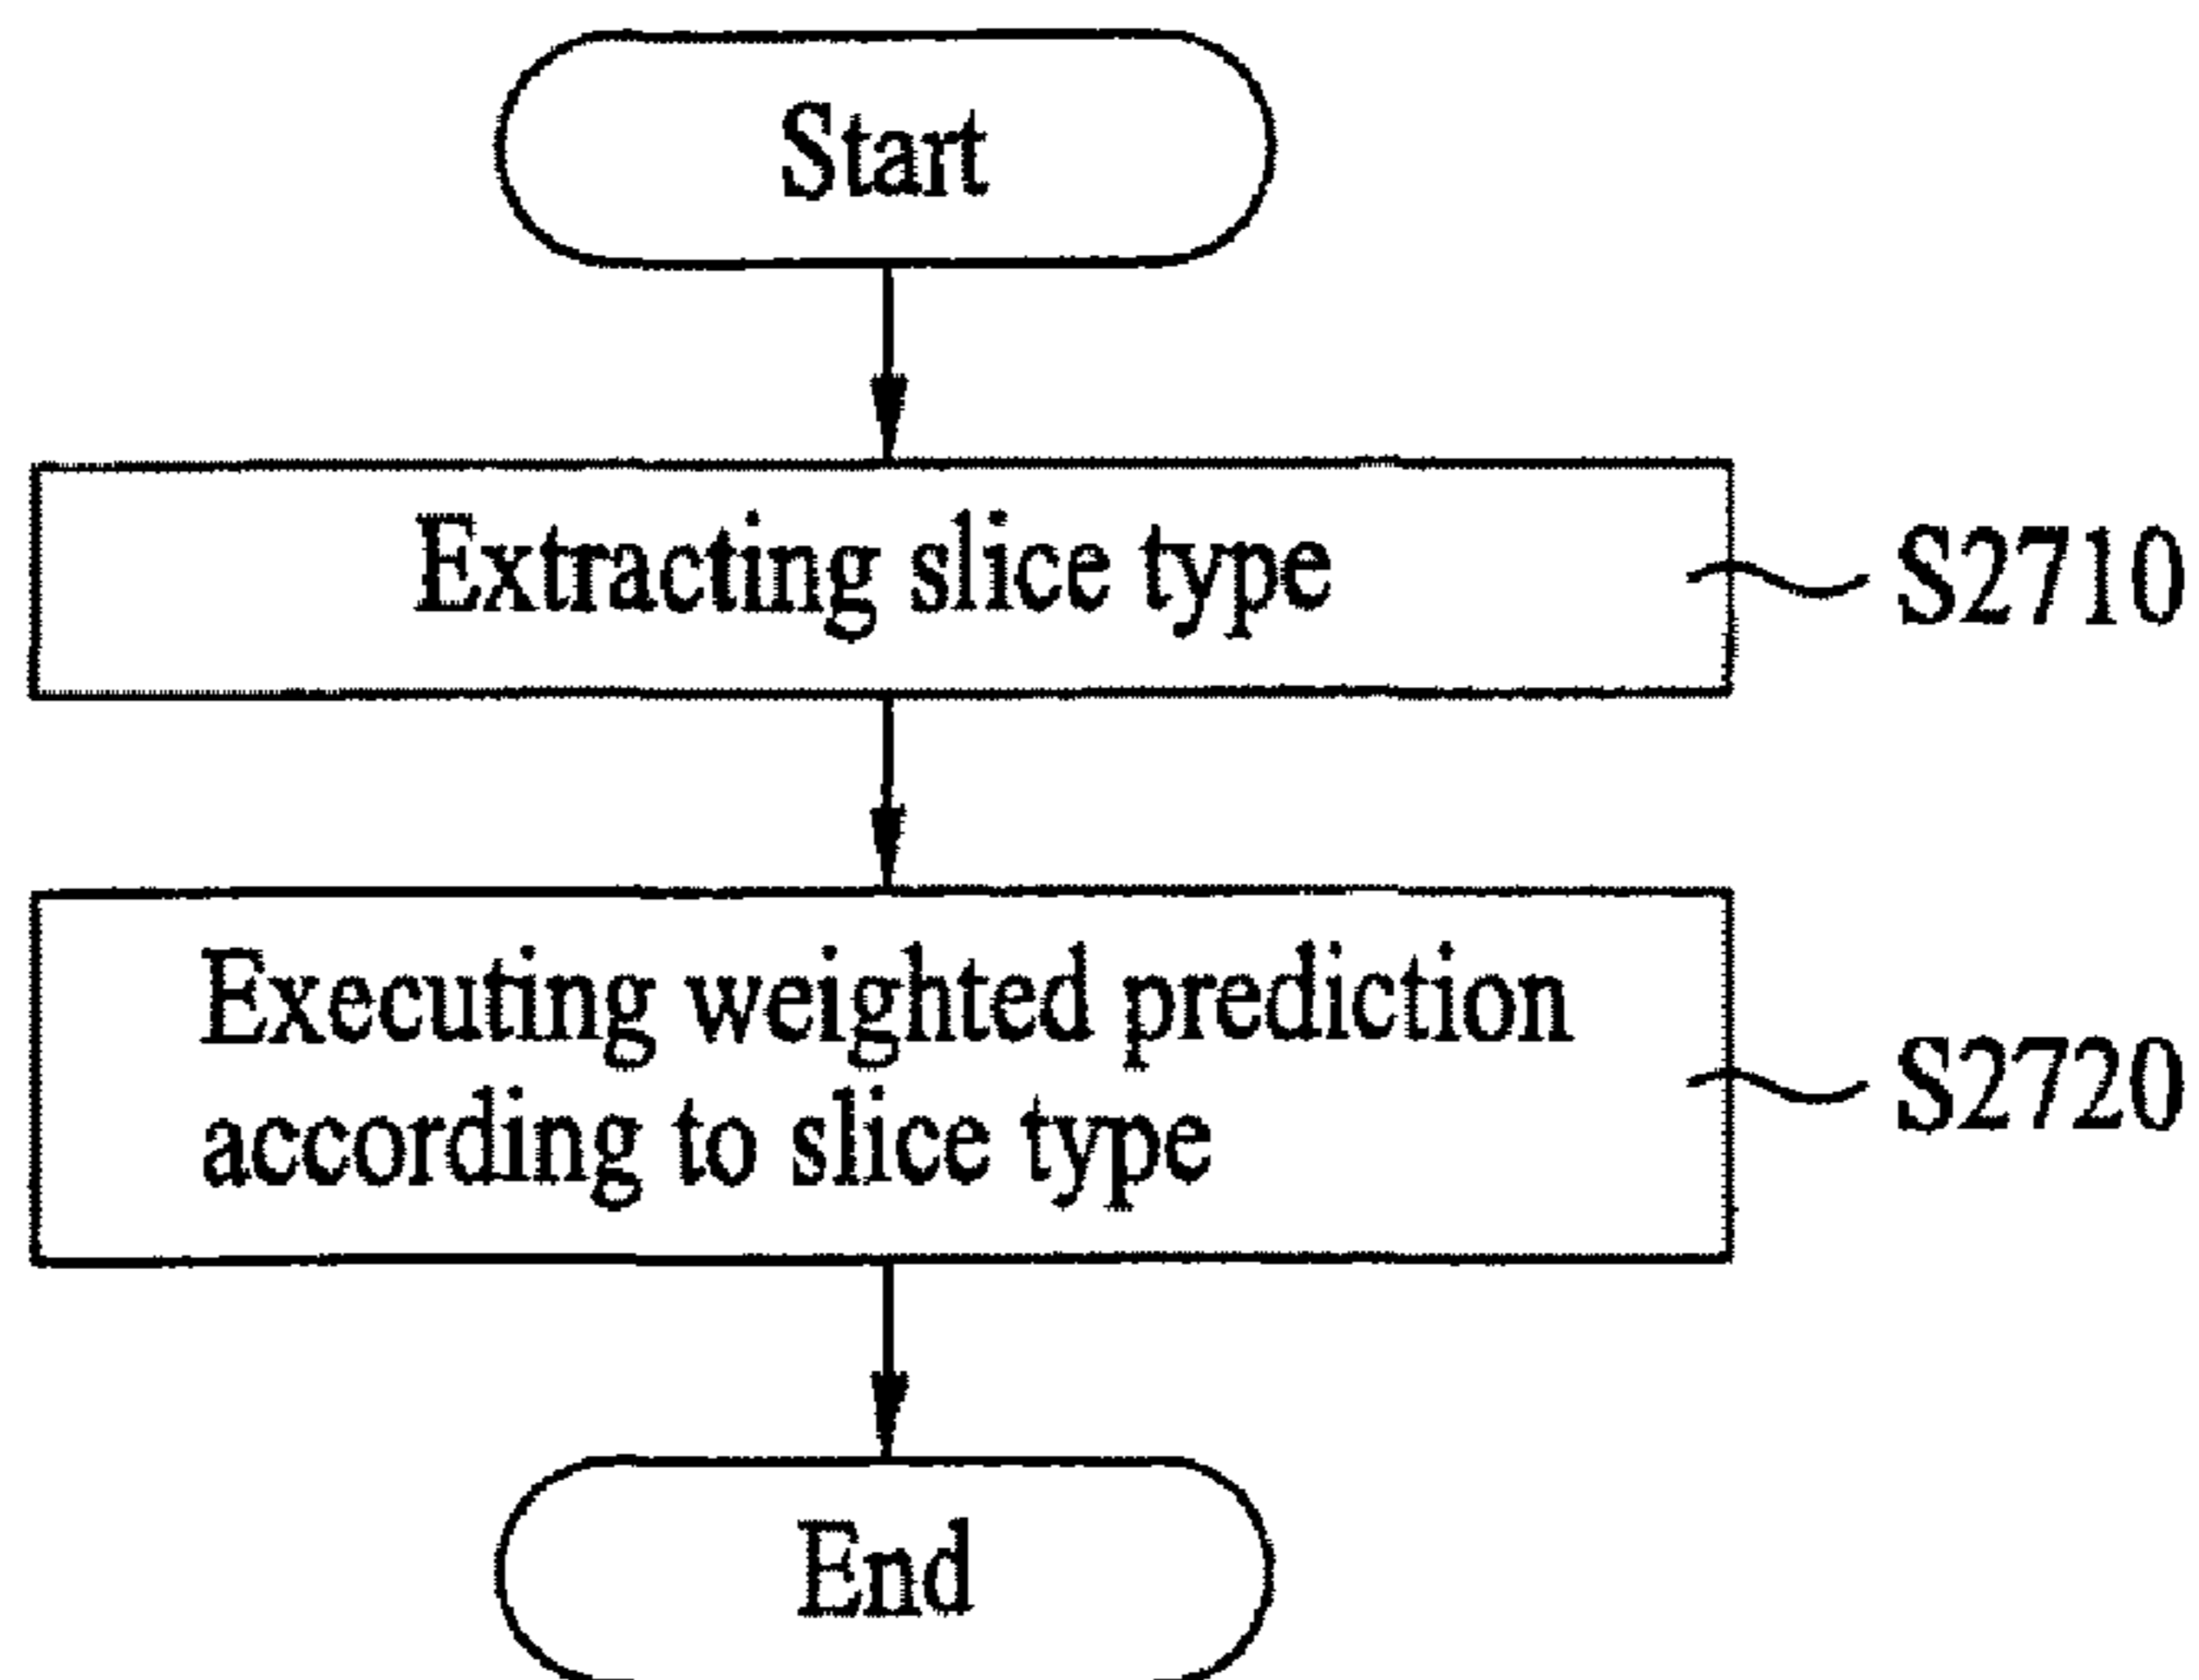 Start
Extracting slice type
S2710
Executing weighted prediction
according to slice type
S2720
End